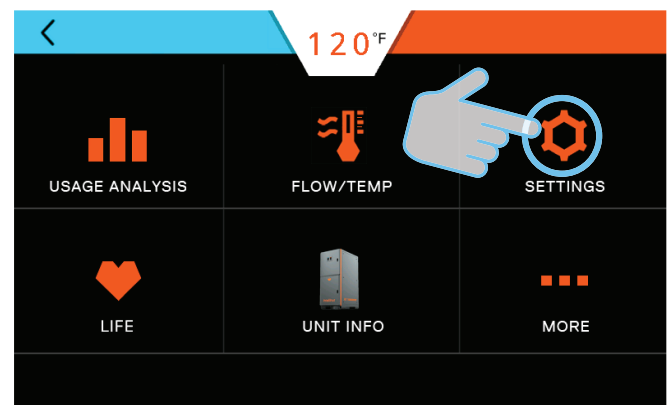 120°F
USAGE ANALYSIS
FLOW/TEMP
SETTINGS
LIFE
UNIT INFO
MORE